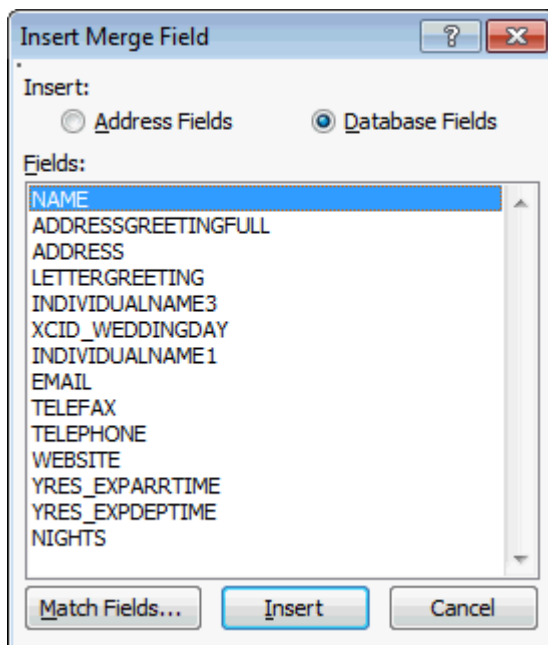 Insert Merge Field
Insert:
Address Fields Database Fields
Fields:
NAME
ADDRESSGREETINGFULL
ADDRESS
LETTERGREETING
INDIVIDUALNAME3
XCID_WEDDINGDAY
INDIVIDUALNAME1
EMAIL
TELEFAX
TELEPHONE
WEBSITE
YRES_EXPARRTIME
YRES_EXPDEPTIME
NIGHTS
Match Fields... Insert Cancel